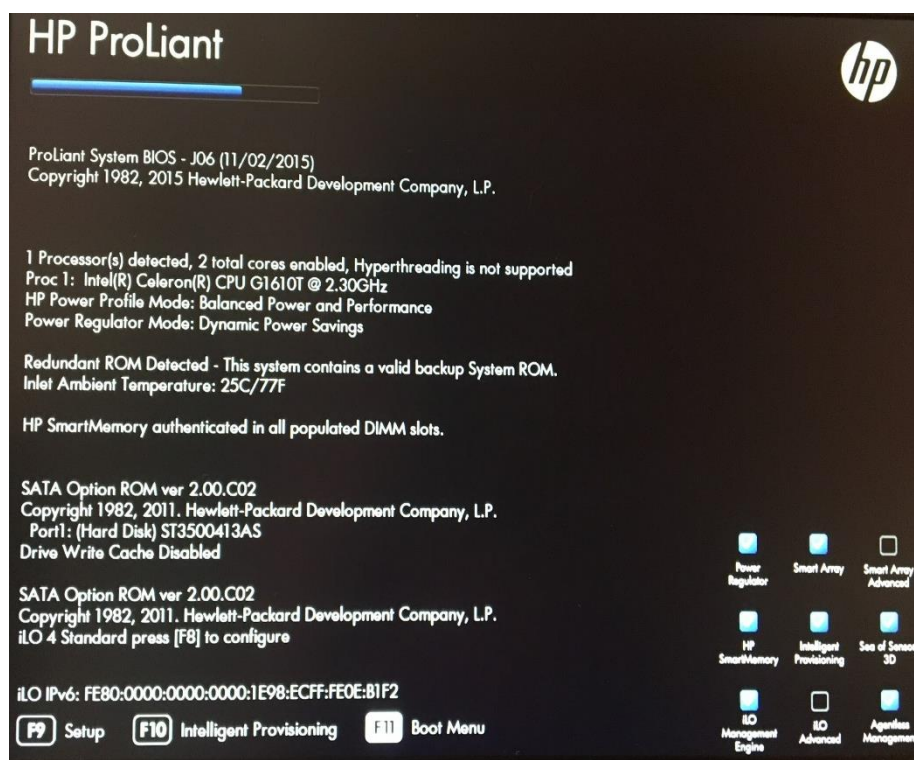 HP ProLiant
hp
ProLiant System BIOS - J06 (11/02/2015)
Copyright 1982, 2015 Hewlett-Packard Development Company, L.P.
1 Processor(s) detected, 2 total cores enabled, Hyperthreading is not supported
Proc 1: Intel(R) Celeron(R) CPU G1610T @ 2.30GHz
HP Power Profile Mode: Balanced Power and Performance
Power Regulator Mode: Dynamic Power Savings
Redundant ROM Detected - This system contains a valid backup System ROM.
Inlet Ambient Temperature: 25C/77F
HP SmartMemory authenticated in all populated DIMM slots.
SATA Option ROM ver 2.00.C02
Copyright 1982, 2011. Hewlett-Packard Development Company, L.P.
Port1: (Hard Disk) ST3500413AS
Drive Write Cache Disabled
SATA Option ROM ver 2.00.C02
Copyright 1982, 2011. Hewlett-Packard Development Company, L.P.
iLO 4 Standard press [F8] to configure
iLO IPv6: FE80:0000:0000:0000:1E98:ECFF:FE0E:B1F2
F9 Setup F10 Intelligent Provisioning F11 Boot Menu
Power
Regulator
Smart Array
Smart Array
Advanced
HP
SmartMemory
Intelligent
Provisioning
Sea of Sensor
3D
iLO
Management
Engine
iLO
Advanced
Agentless
Managemen